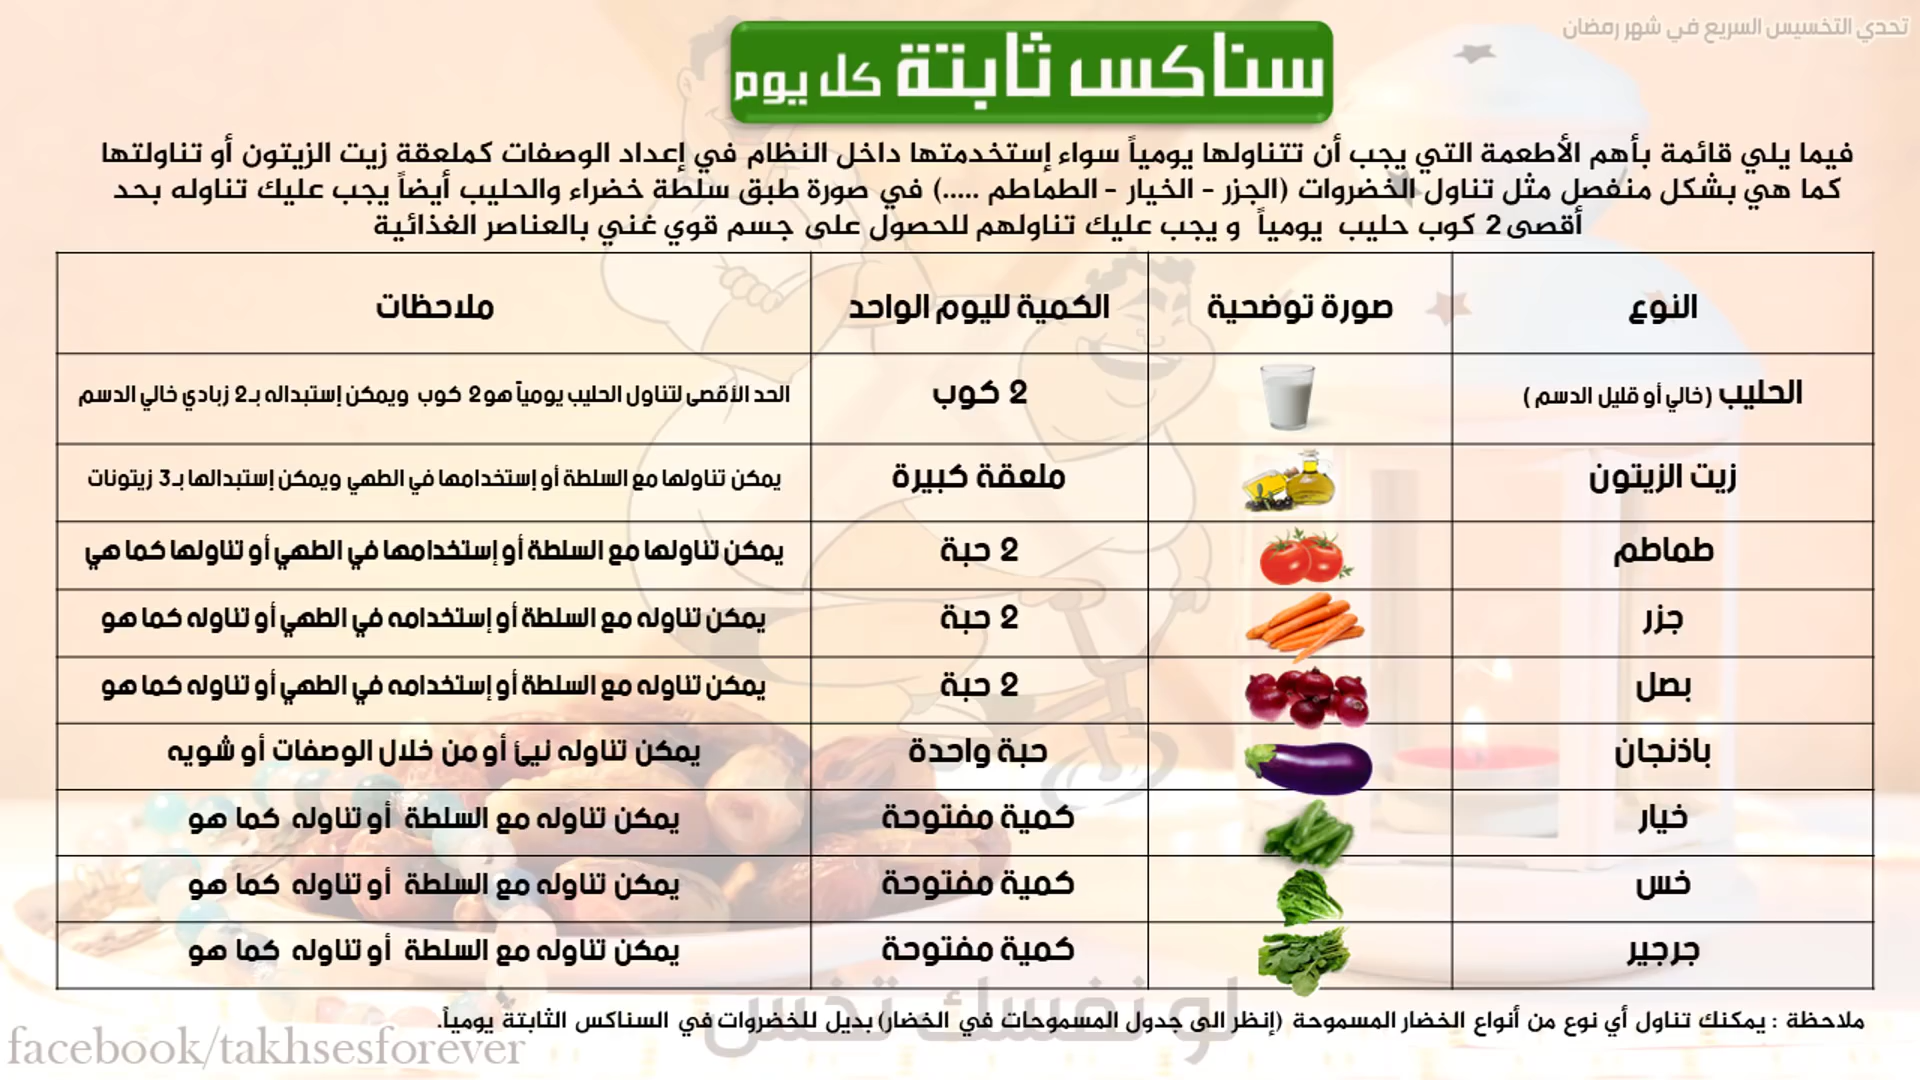 تحدي التخسيس السريع في شهر رمضان
سناكس ثابتة كل يوم
فيما يلي قائمة بأهم الأطعمة التي يجب أن تتناولها يومياً سواء إستخدمتها داخل النظام في إعداد الوصفات كملعقة زيت الزيتون أو تناولتها
كما هي بشكل منفصل مثل تناول الخضروات (الجزر - الخيار - الطماطم .....) في صورة طبق سلطة خضراء والحليب أيضاً يجب عليك تناوله بحد
أقصى 2 كوب حليب يومياً و يجب عليك تناولهم للحصول على جسم قوي غني بالعناصر الغذائية
النوع صورة توضحية الكمية لليوم الواحد ملاحظات
الحليب (خالي أو قليل الدسم ) 2 كوب الحد الأقصى لتناول الحليب يومياً هو 2 كوب ويمكن إستبداله بـ2 زبادي خالي الدسم
زيت الزيتون ملعقة كبيرة يمكن تناولها مع السلطة أو إستخدامها في الطهي ويمكن إستبدالها بـ3 زيتونات
طماطم 2 حبة يمكن تناولها مع السلطة أو إستخدامها في الطهي أو تناولها كما هي
جزر 2 حبة يمكن تناوله مع السلطة أو إستخدامه في الطهي أو تناوله كما هو
بصل 2 حبة يمكن تناوله مع السلطة أو إستخدامه في الطهي أو تناوله كما هو
باذنجان حبة واحدة يمكن تناوله نيئ أو من خلال الوصفات أو شويه
خيار كمية مفتوحة يمكن تناوله مع السلطة أو تناوله كما هو
خس كمية مفتوحة يمكن تناوله مع السلطة أو تناوله كما هو
جرجير كمية مفتوحة يمكن تناوله مع السلطة أو تناوله كما هو
لو نفسك تخس
ملاحظة : يمكنك تناول أي نوع من أنواع الخضار المسموحة (إنظر الى جدول المسموحات في الخضار) بديل للخضروات في السناكس الثابتة يومياً.
facebook/takhsesforever